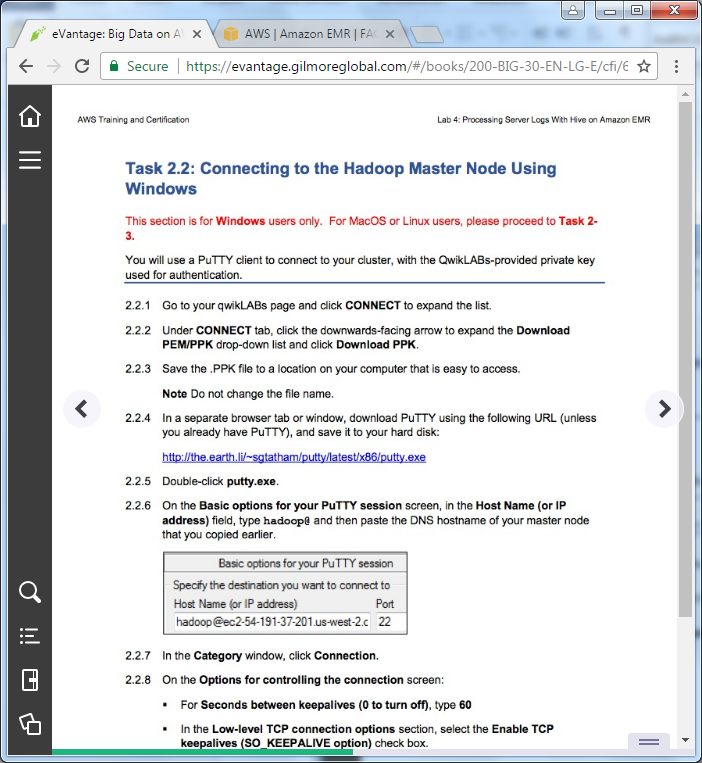 eVantage: Big Data on A
AWS | Amazon EMR | FAQ
Secure | https://evantage.gilmoreglobal.com/#/books/200-BIG-30-EN-LG-E/cfi/6
AWS Training and Certification
Lab 4: Processing Server Logs With Hive on Amazon EMR
Task 2.2: Connecting to the Hadoop Master Node Using
Windows
This section is for Windows users only. For MacOS or Linux users, please proceed to Task 2-
3.
You will use a PuTTY client to connect to your cluster, with the QwikLABs-provided private key
used for authentication.
2.2.1 Go to your qwikLABs page and click CONNECT to expand the list.
2.2.2 Under CONNECT tab, click the downwards-facing arrow to expand the Download
PEM/PPK drop-down list and click Download PPK.
2.2.3 Save the .PPK file to a location on your computer that is easy to access.
Note Do not change the file name.
2.2.4 In a separate browser tab or window, download PuTTY using the following URL (unless
you already have PuTTY), and save it to your hard disk:
http://the.earth.li/~sgtatham/putty/latest/x86/putty.exe
2.2.5 Double-click putty.exe.
2.2.6 On the Basic options for your PuTTY session screen, in the Host Name (or IP
address) field, type hadoop@ and then paste the DNS hostname of your master node
that you copied earlier.
Basic options for your PuTTY session
Specify the destination you want to connect to
Host Name (or IP address) Port
hadoop@ec2-54-191-37-201.us-west-2.c 22
2.2.7 In the Category window, click Connection.
2.2.8 On the Options for controlling the connection screen:
▪ For Seconds between keepalives (0 to turn off), type 60
▪ In the Low-level TCP connection options section, select the Enable TCP
keepalives (SO_KEEPALIVE option) check box.